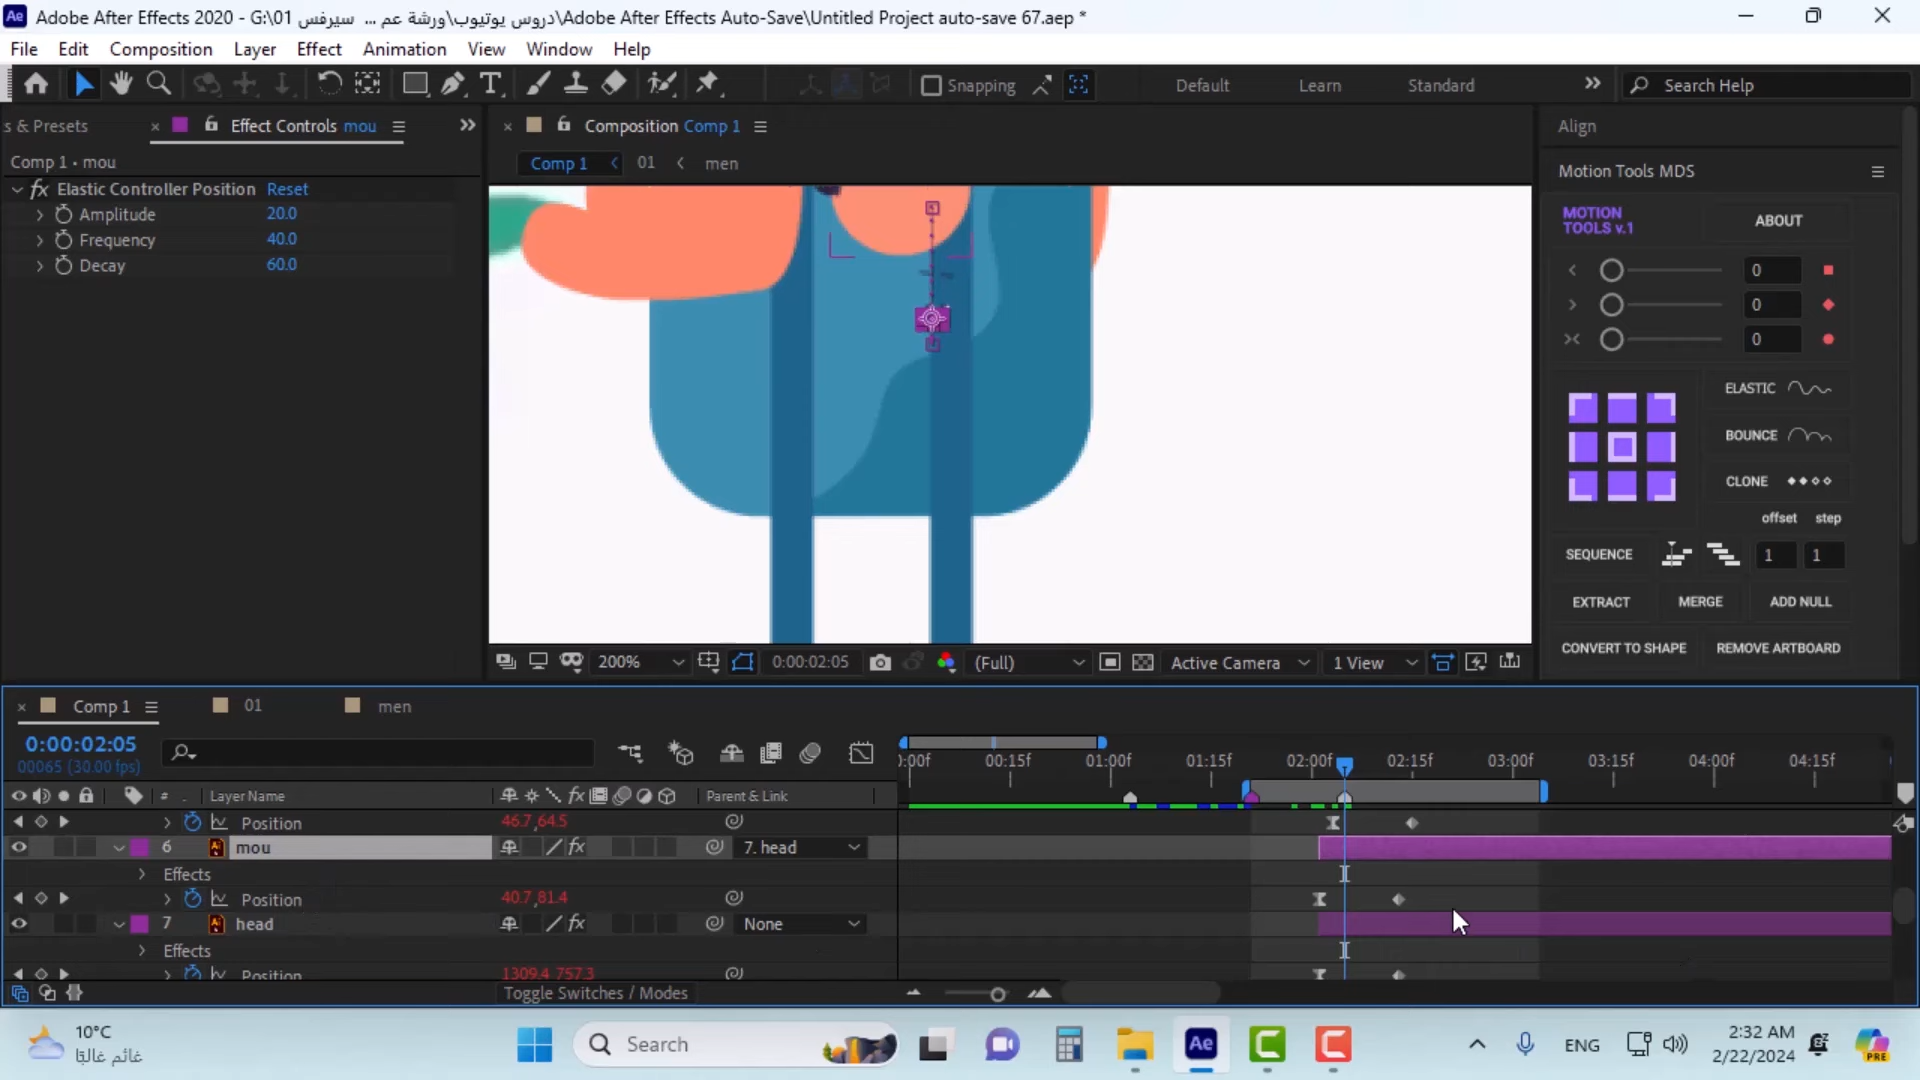 Adobe After Effects 2020 - G:\01 سيرفس ... دروس يوتيوب\ورشة عم\Adobe After Effects Auto-Save\Untitled Project auto-save 67.aep *
File Edit Composition Layer Effect Animation View Window Help
Snapping Default Learn Standard Search Help
s & Presets Effect Controls mou
Comp 1 • mou
fx Elastic Controller Position Reset
Amplitude 20.0
Frequency 40.0
Decay 60.0
Composition Comp 1
Comp 1 01 men
Align
Motion Tools MDS
MOTION TOOLS v.1 ABOUT
0
0
0
ELASTIC
BOUNCE
CLONE
offset step
SEQUENCE 1 1
EXTRACT MERGE ADD NULL
CONVERT TO SHAPE REMOVE ARTBOARD
200% 0:00:02:05 (Full) Active Camera 1 View
Comp 1 01 men
0:00:02:05
00065 (30.00 fps)
0:00f 00:15f 01:00f 01:15f 02:00f 02:15f 03:00f 03:15f 04:00f 04:15f
# Layer Name fx Parent & Link
Position 46.7,64.5
6 mou fx 7. head
Effects
Position 40.7,81.4
7 head fx None
Effects
Position 1309.4,757.3
Toggle Switches / Modes
10°C
غائم غالبًا
Search
Ae
ENG
2:32 AM
2/22/2024
PRE